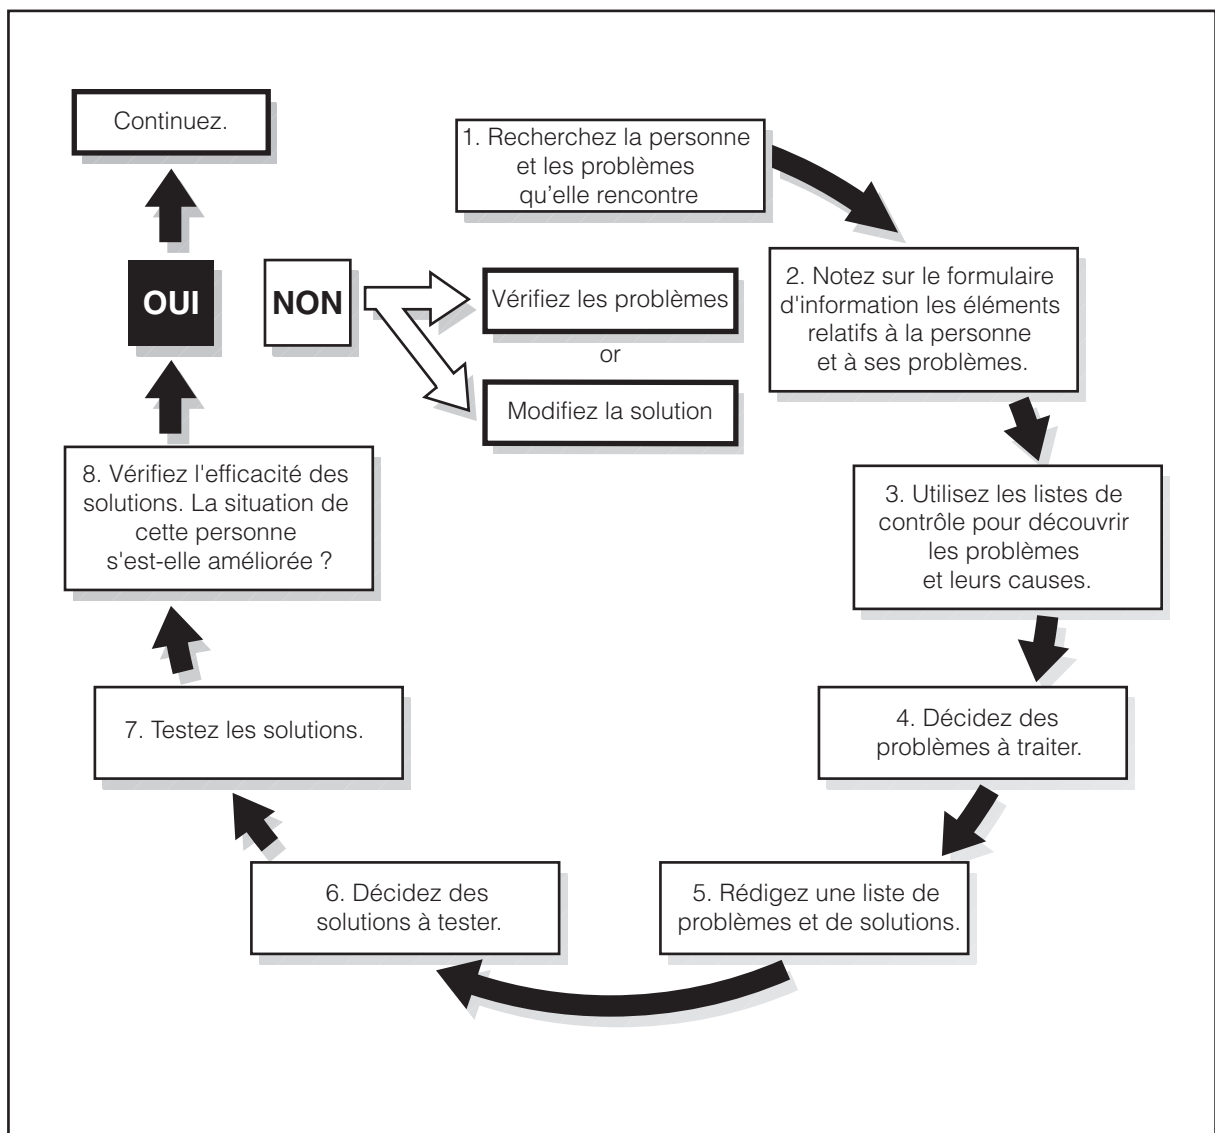 1. Recherchez la personne
et les problèmes
qu'elle rencontre
2. Notez sur le formulaire
d'information les éléments
relatifs à la personne
et à ses problèmes.
3. Utilisez les listes de
contrôle pour découvrir
les problèmes
et leurs causes.
4. Décidez des
problèmes à traiter.
5. Rédigez une liste de
problèmes et de solutions.
6. Décidez des
solutions à tester.
7. Testez les solutions.
8. Vérifiez l'efficacité des
solutions. La situation de
cette personne
s'est-elle améliorée ?
OUI
Continuez.
NON
Vérifiez les problèmes
or
Modifiez la solution